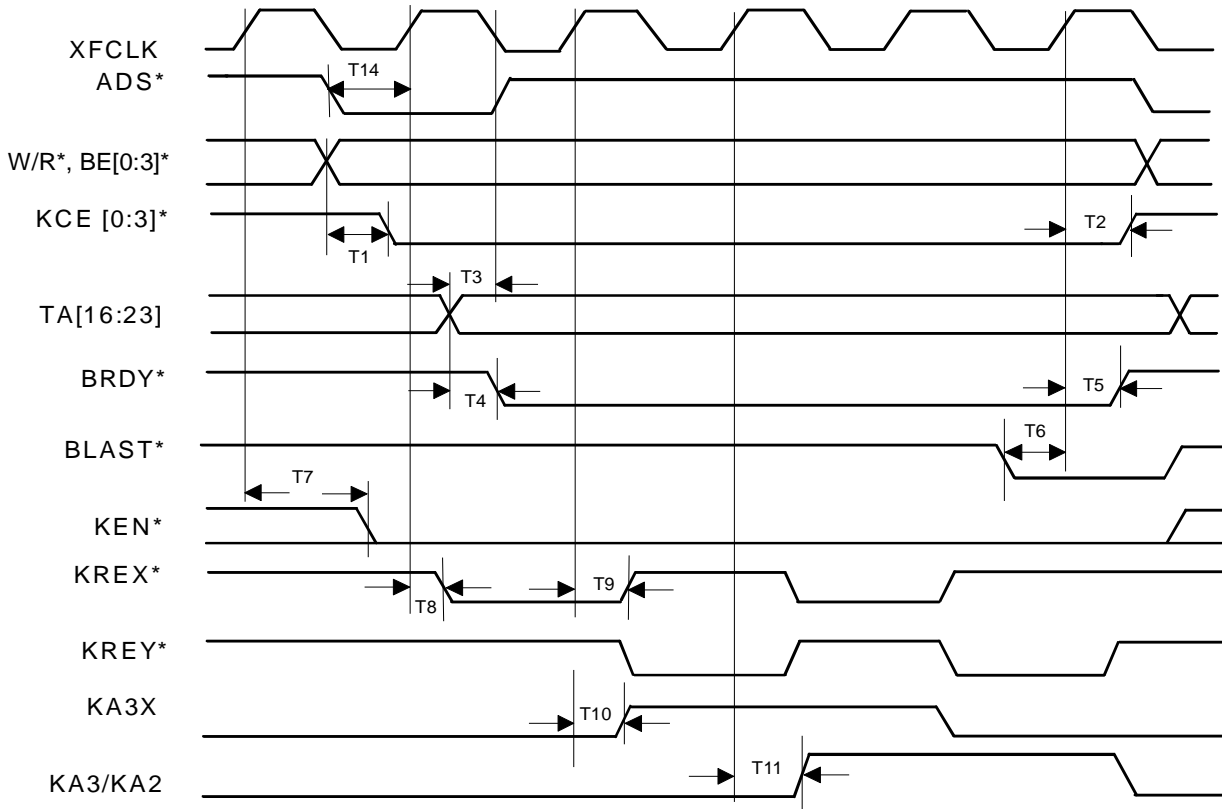 XFCLK
T14
ADS*
W/R*, BE[0:3]*
KCE [0:3]*
T2
T1
T3
TA[16:23]
BRDY*
T4
T5
T6
BLAST*
T7
KEN*
KREX*
T9
T8
KREY*
KA3X
T10
T11
KA3/KA2